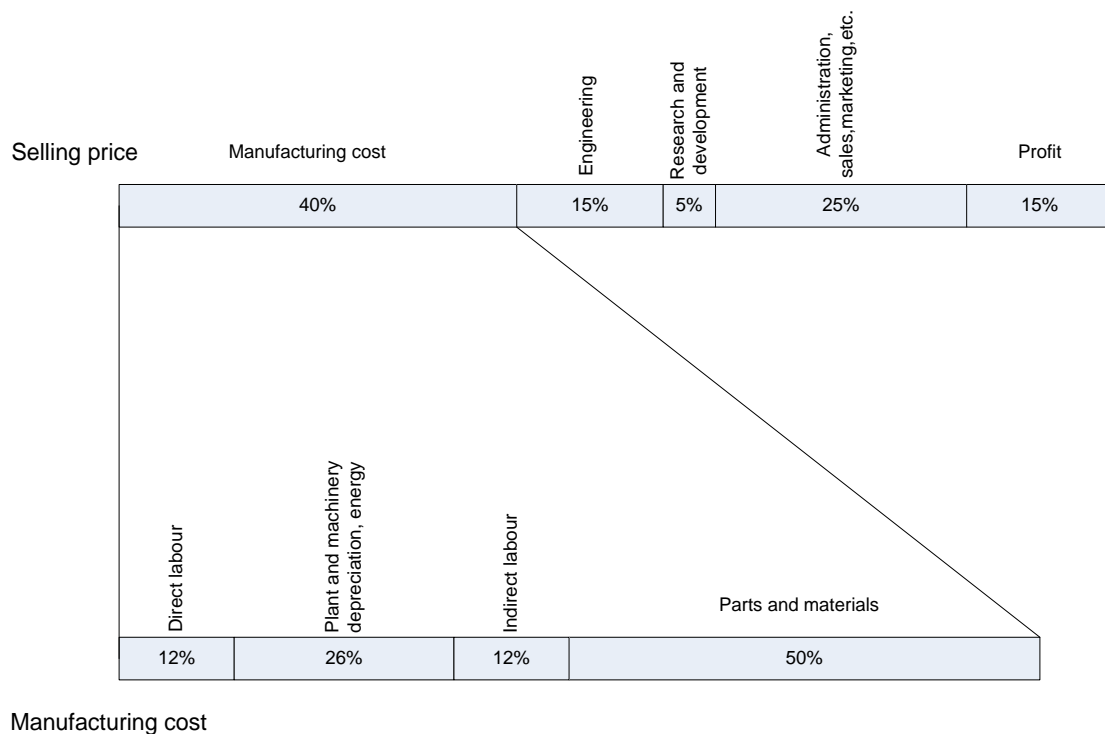 Selling price
Manufacturing cost
Engineering
Research and
development
Administration,
sales,marketing,etc.
Profit
40%
15%
5%
25%
15%
Direct labour
Plant and machinery
depreciation, energy
Indirect labour
Parts and materials
12%
26%
12%
50%
Manufacturing cost